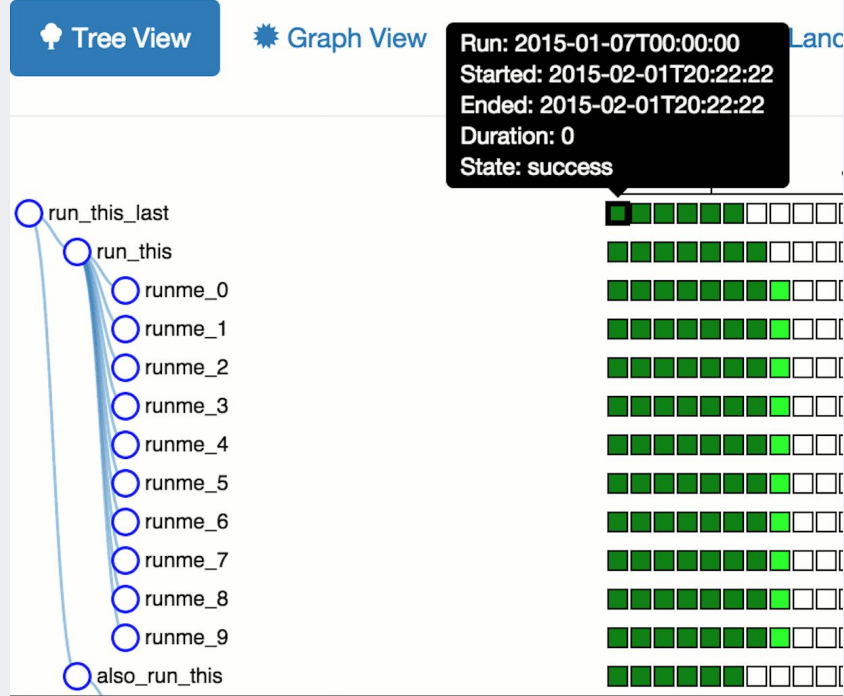 Tree View
Graph View
Run: 2015-01-07T00:00:00
Started: 2015-02-01T20:22:22
Ended: 2015-02-01T20:22:22
Duration: 0
State: success
run_this_last
run_this
runme_0
runme_1
runme_2
runme_3
runme_4
runme_5
runme_6
runme_7
runme_8
runme_9
also_run_this